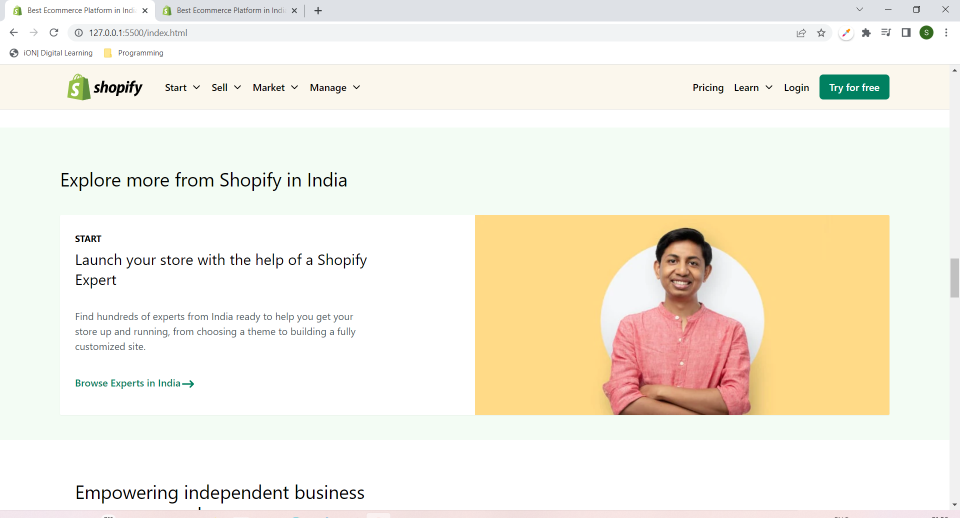 Best Ecommerce Platform in Indi
Best Ecommerce Platform in Indi
127.0.0.1:5500/index.html
S
iON| Digital Learning
Programming
shopify
Start
Sell
Market
Manage
Pricing
Learn
Login
Try for free
Explore more from Shopify in India
START
Launch your store with the help of a Shopify
Expert
Find hundreds of experts from India ready to help you get your
store up and running, from choosing a theme to building a fully
customized site.
Browse Experts in India
Empowering independent business